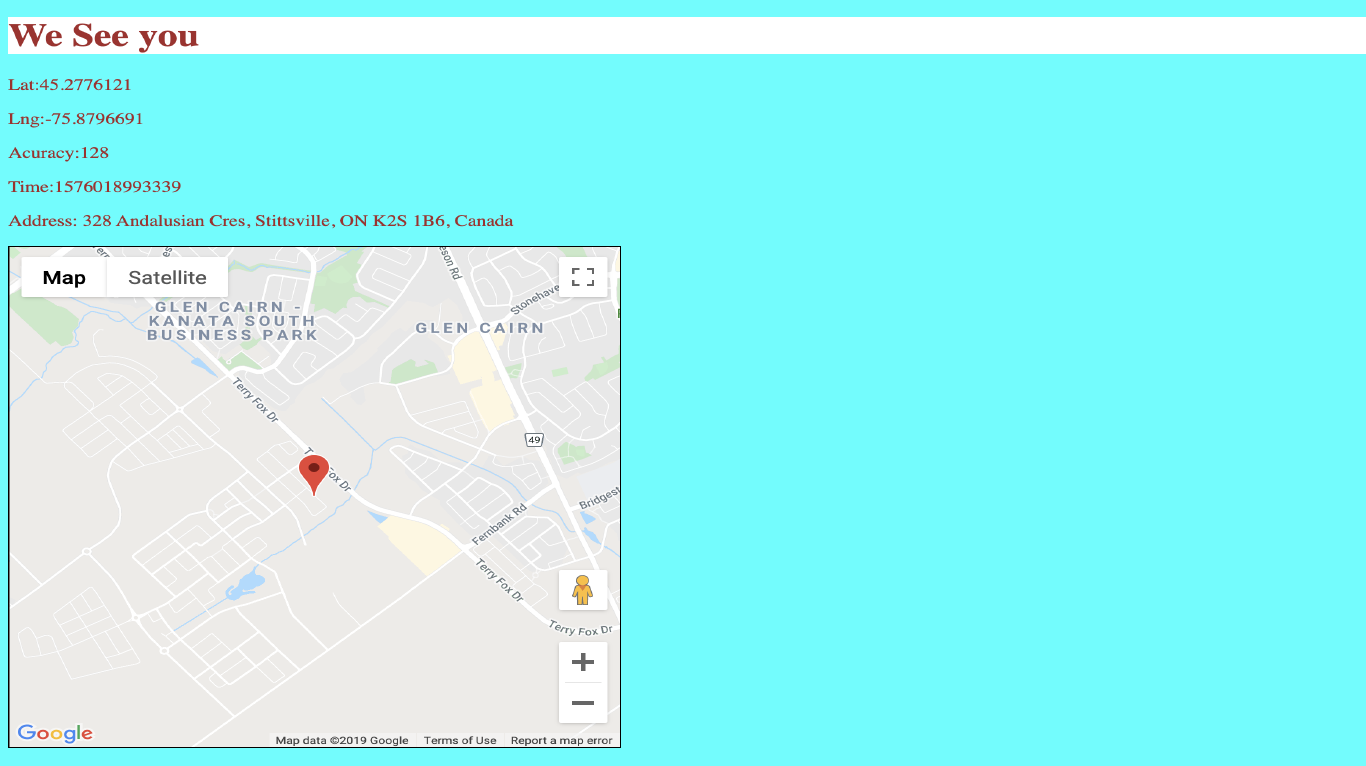 We See you
Lat:45.2776121
Lng:-75.8796691
Acuracy:128
Time:1576018993339
Address: 328 Andalusian Cres, Stittsville, ON K2S 1B6, Canada
Map
Satellite
GLEN CAIRN -
KANATA SOUTH
BUSINESS PARK
GLEN CAIRN
Terry Fox Dr
49
Fernbank Rd
Terry Fox Dr
Terry Fox Dr
Google
Map data ©2019 Google
Terms of Use
Report a map error